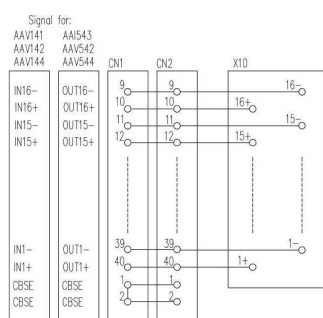 Signal for:
AAV141 AAI543
AAV142 AAV542
AAV144 AAV544 CN1 CN2 X10
IN16- OUT16- 9 9 16-
IN16+ OUT16+ 10 10 16+
IN15- OUT15- 11 11 15-
IN15+ OUT15+ 12 12 15+
IN1- OUT1- 39 39 1-
IN1+ OUT1+ 40 40 1+
CBSE CBSE 1 1
CBSE CBSE 2 2